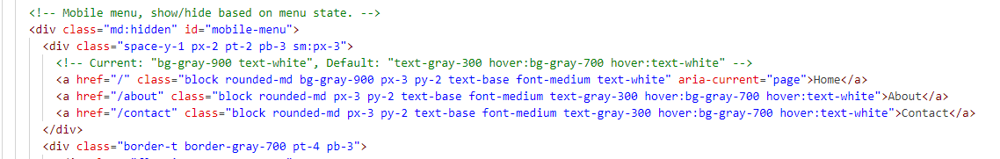 <!-- Mobile menu, show/hide based on menu state. -->
<div class="md:hidden" id="mobile-menu">
<div class="space-y-1 px-2 pt-2 pb-3 sm:px-3">
<!-- Current: "bg-gray-900 text-white", Default: "text-gray-300 hover:bg-gray-700 hover:text-white" -->
<a href="/" class="block rounded-md bg-gray-900 px-3 py-2 text-base font-medium text-white" aria-current="page">Home</a>
<a href="/about" class="block rounded-md px-3 py-2 text-base font-medium text-gray-300 hover:bg-gray-700 hover:text-white">About</a>
<a href="/contact" class="block rounded-md px-3 py-2 text-base font-medium text-gray-300 hover:bg-gray-700 hover:text-white">Contact</a>
</div>
<div class="border-t border-gray-700 pt-4 pb-3">